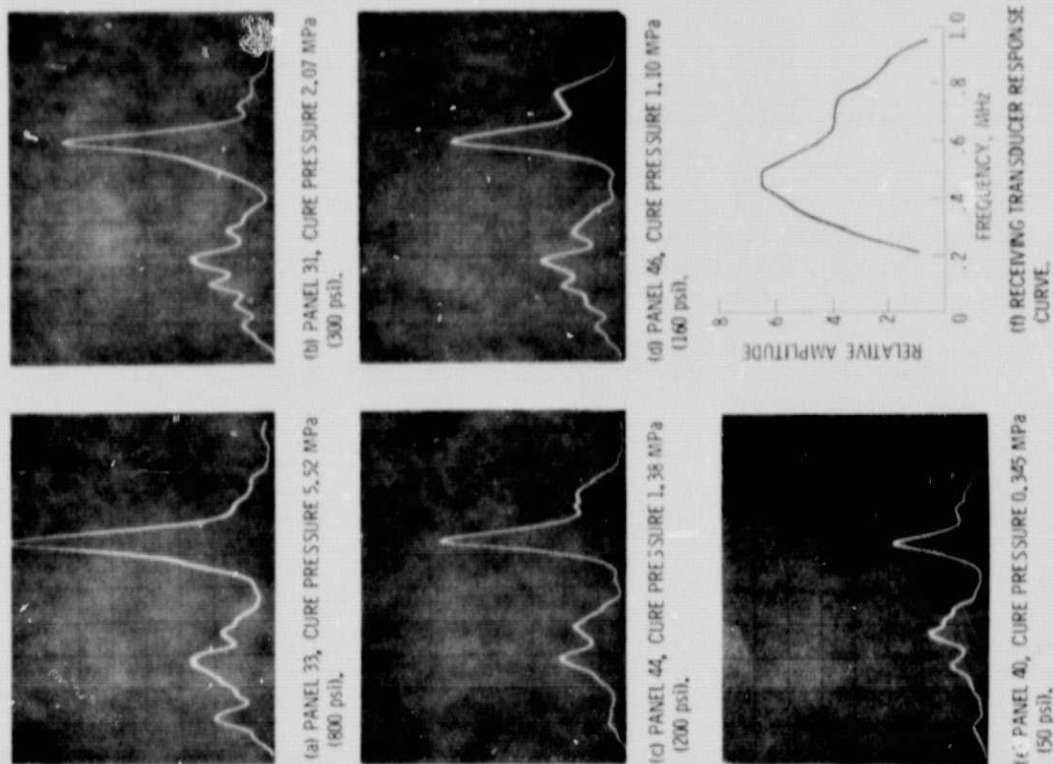 (a) PANEL 33, CURE PRESSURE 5.52 MPa
(800 psi).
(b) PANEL 31, CURE PRESSURE 2.07 MPa
(300 psi).
(c) PANEL 44, CURE PRESSURE 1.38 MPa
(200 psi).
(d) PANEL 46, CURE PRESSURE 1.10 MPa
(160 psi).
(e) PANEL 40, CURE PRESSURE 0.345 MPa
(50 psi).
RELATIVE AMPLITUDE
8
6
4
2
0 .2 .4 .6 .8 1.0
FREQUENCY, MHz
(f) RECEIVING TRANSDUCER RESPONSE
CURVE.